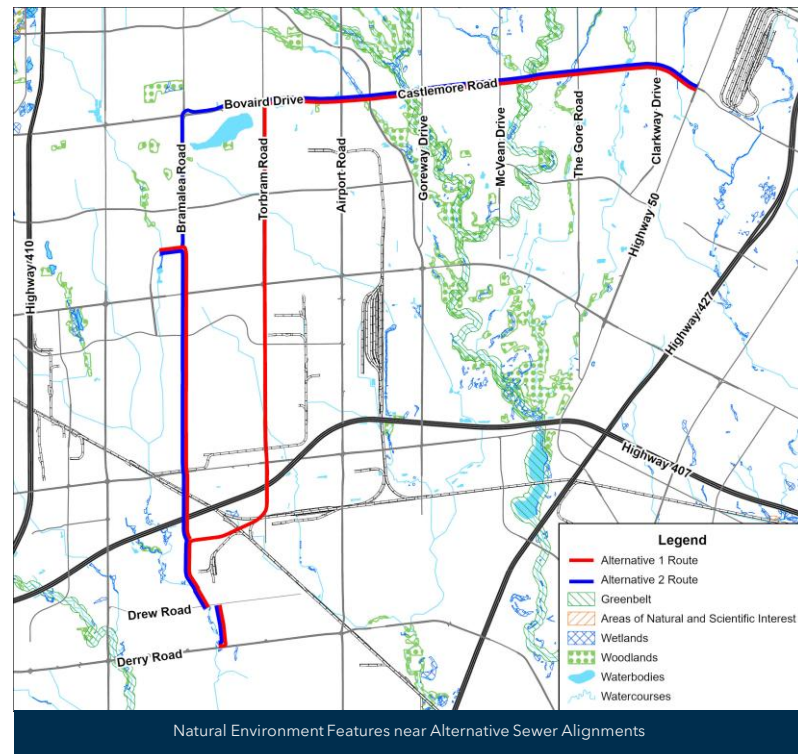 Bovaird Drive
Castlemore Road
Bramalea Road
Torbram Road
Airport Road
Goreway Drive
McVean Drive
The Gore Road
Clarkway Drive
Highway 50
Highway 410
Highway 427
Highway 407
Drew Road
Derry Road
Legend
Alternative 1 Route
Alternative 2 Route
Greenbelt
Areas of Natural and Scientific Interest
Wetlands
Woodlands
Waterbodies
Watercourses
Natural Environment Features near Alternative Sewer Alignments